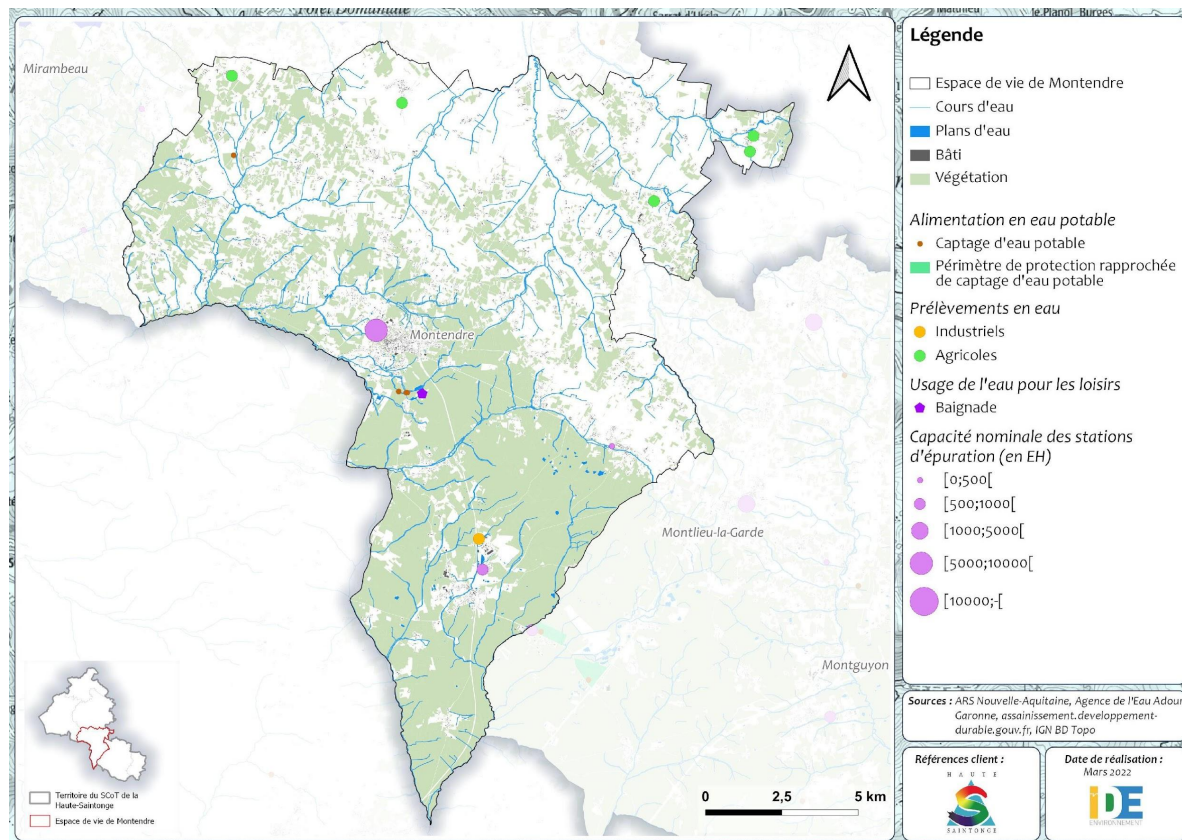 Mirambeau
Montendre
Montlieu-la-Garde
Montguyon
Territoire du SCoT de la
Haute-Saintonge
Espace de vie de Montendre
0 2,5 5 km
Légende
Espace de vie de Montendre
Cours d'eau
Plans d'eau
Bâti
Végétation
Alimentation en eau potable
Captage d'eau potable
Périmètre de protection rapprochée
de captage d'eau potable
Prélèvements en eau
Industriels
Agricoles
Usage de l'eau pour les loisirs
Baignade
Capacité nominale des stations
d'épuration (en EH)
[0;500[
[500;1000[
[1000;5000[
[5000;10000[
[10000;-[
Sources : ARS Nouvelle-Aquitaine, Agence de l'Eau Adour
Garonne, assainissement.developpement-
durable.gouv.fr, IGN BD Topo
Références client :
HAUTE
SAINTONGE
Date de réalisation :
Mars 2022
IDE
ENVIRONNEMENT